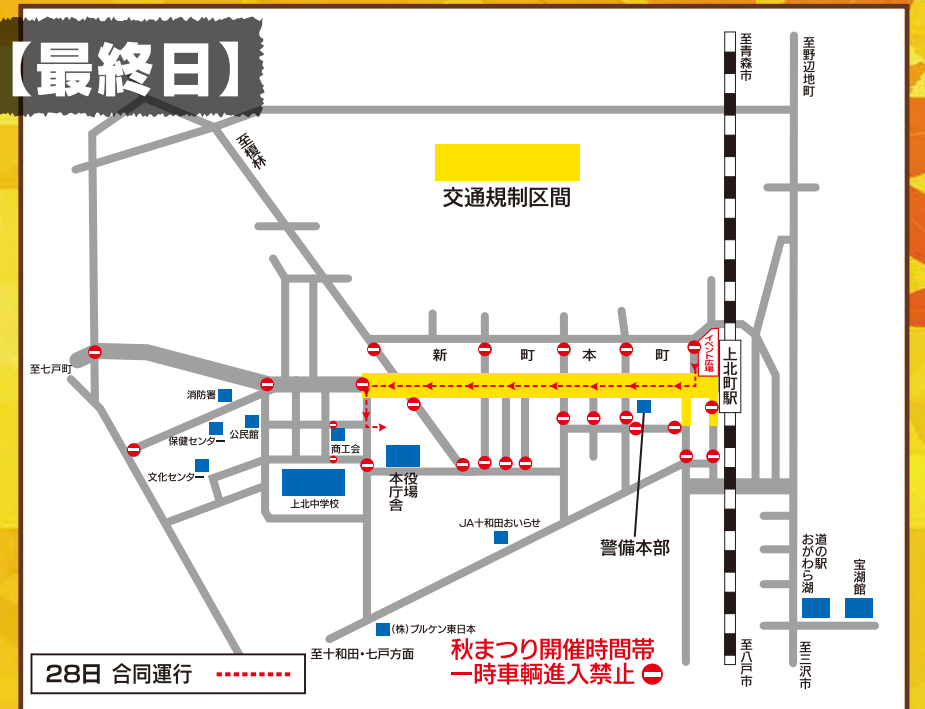 【最終日】
至青森市
至野辺地町
至榎林
交通規制区間
新町本町
イベント広場
上北町駅
至七戸町
消防署
保健センター
公民館
商工会
文化センター
上北中学校
役場
本庁舎
JA十和田おいらせ
警備本部
道の駅
おがわら湖
宝湖館
(株)ブルケン東日本
至十和田・七戸方面
秋まつり開催時間帯
一時車輌進入禁止
至八戸市
至三沢市
28日 合同運行